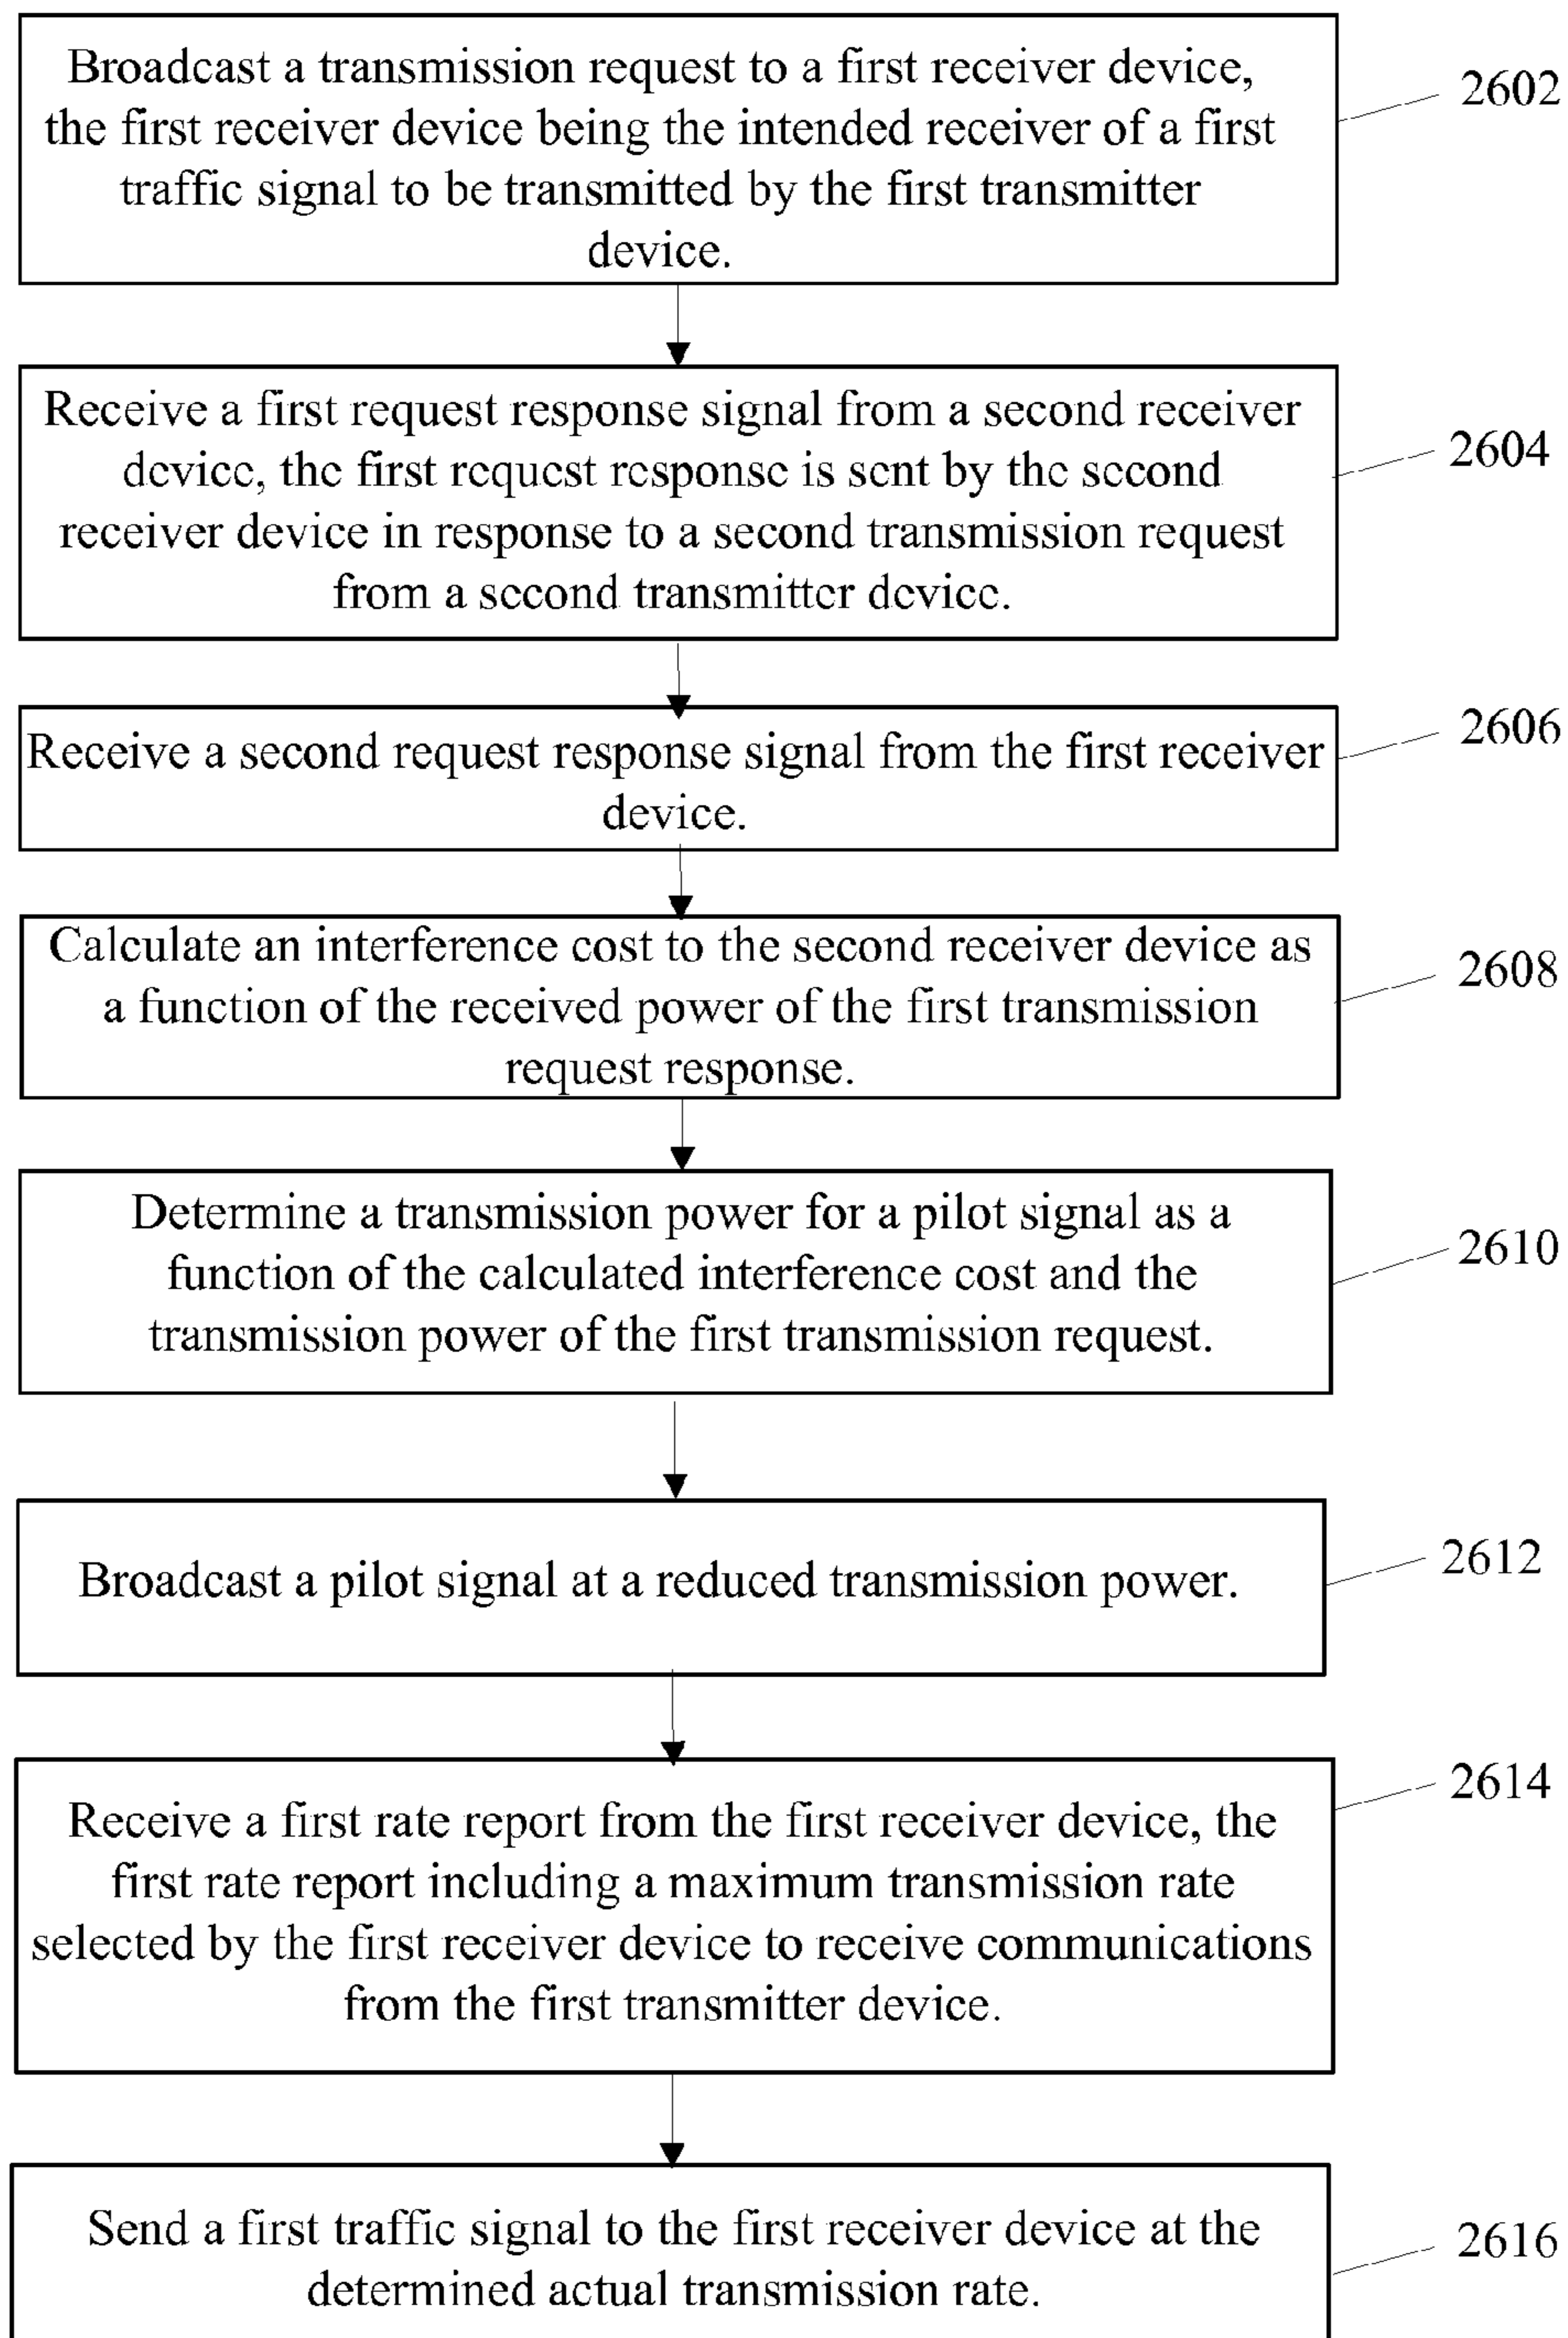 Broadcast a transmission request to a first receiver device,
the first receiver device being the intended receiver of a first
traffic signal to be transmitted by the first transmitter
device.
2602
Receive a first request response signal from a second receiver
device, the first request response is sent by the second
receiver device in response to a second transmission request
from a second transmitter device.
2604
Receive a second request response signal from the first receiver
device.
2606
Calculate an interference cost to the second receiver device as
a function of the received power of the first transmission
request response.
2608
Determine a transmission power for a pilot signal as a
function of the calculated interference cost and the
transmission power of the first transmission request.
2610
Broadcast a pilot signal at a reduced transmission power.
2612
Receive a first rate report from the first receiver device, the
first rate report including a maximum transmission rate
selected by the first receiver device to receive communications
from the first transmitter device.
2614
Send a first traffic signal to the first receiver device at the
determined actual transmission rate.
2616